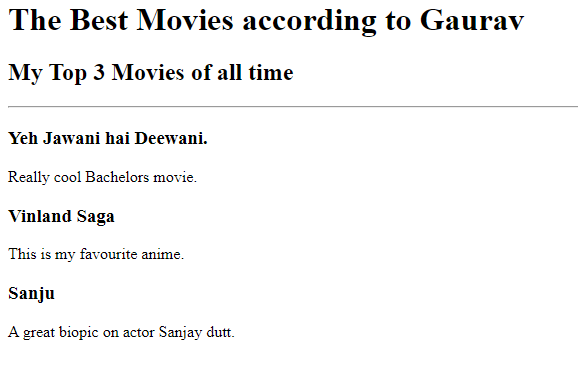 The Best Movies according to Gaurav
My Top 3 Movies of all time
Yeh Jawani hai Deewani.
Really cool Bachelors movie.
Vinland Saga
This is my favourite anime.
Sanju
A great biopic on actor Sanjay dutt.